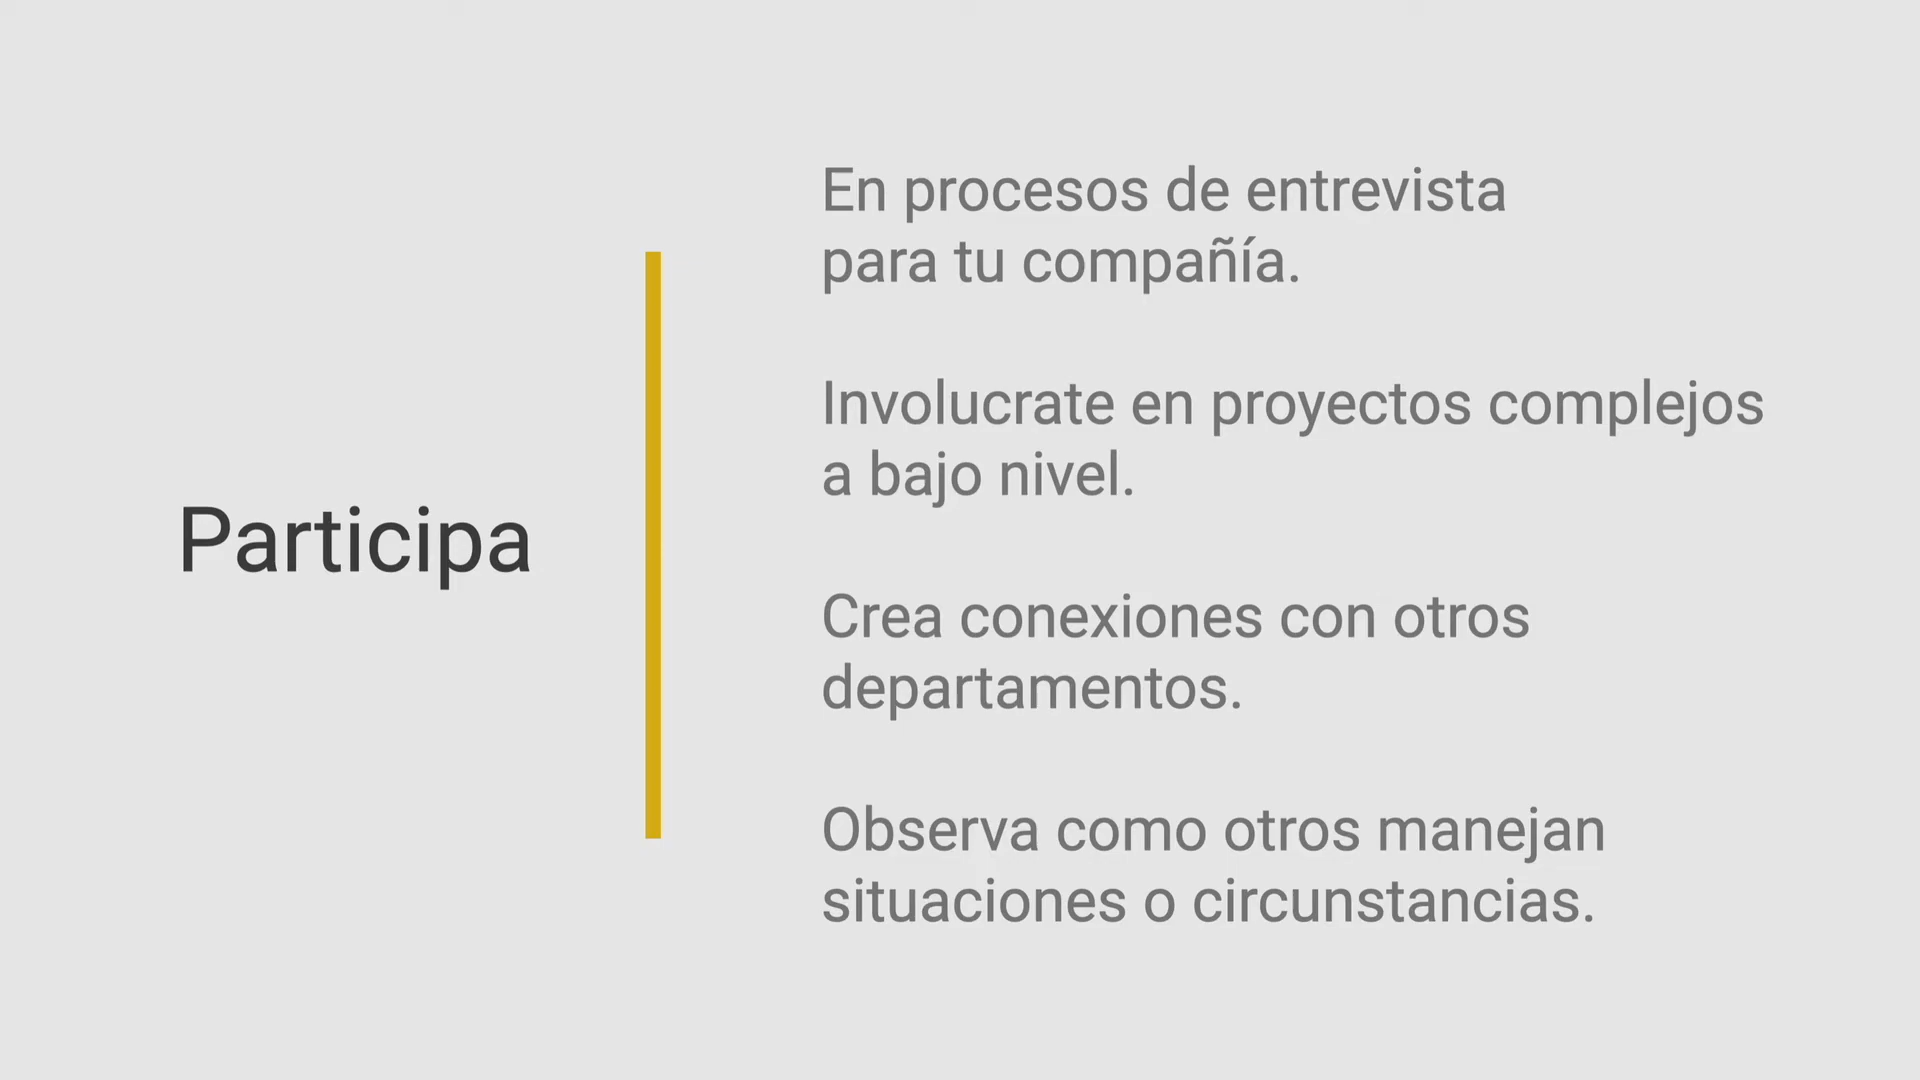 Participa
En procesos de entrevista
para tu compañía.
Involucrate en proyectos complejos
a bajo nivel.
Crea conexiones con otros
departamentos.
Observa como otros manejan
situaciones o circunstancias.